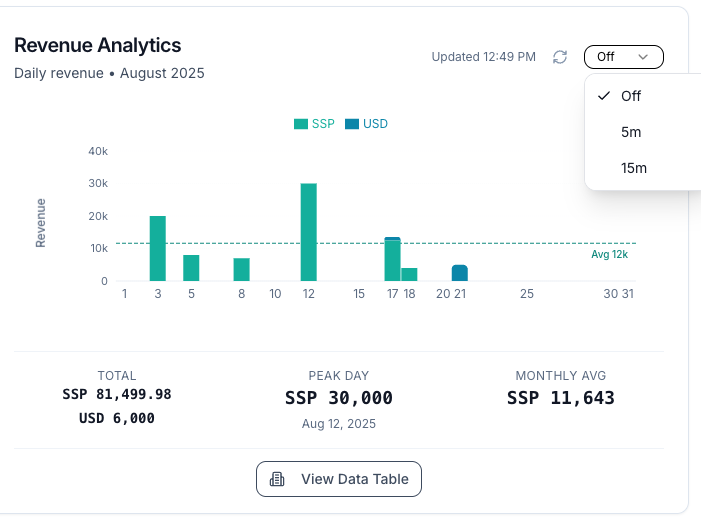 Revenue Analytics
Daily revenue • August 2025
Updated 12:49 PM
Off
Off
5m
15m
SSP USD
Revenue
40k
30k
20k
10k
0
Avg 12k
1 3 5 8 10 12 15 17 18 20 21 25 30 31
TOTAL
SSP 81,499.98
USD 6,000
PEAK DAY
SSP 30,000
Aug 12, 2025
MONTHLY AVG
SSP 11,643
View Data Table